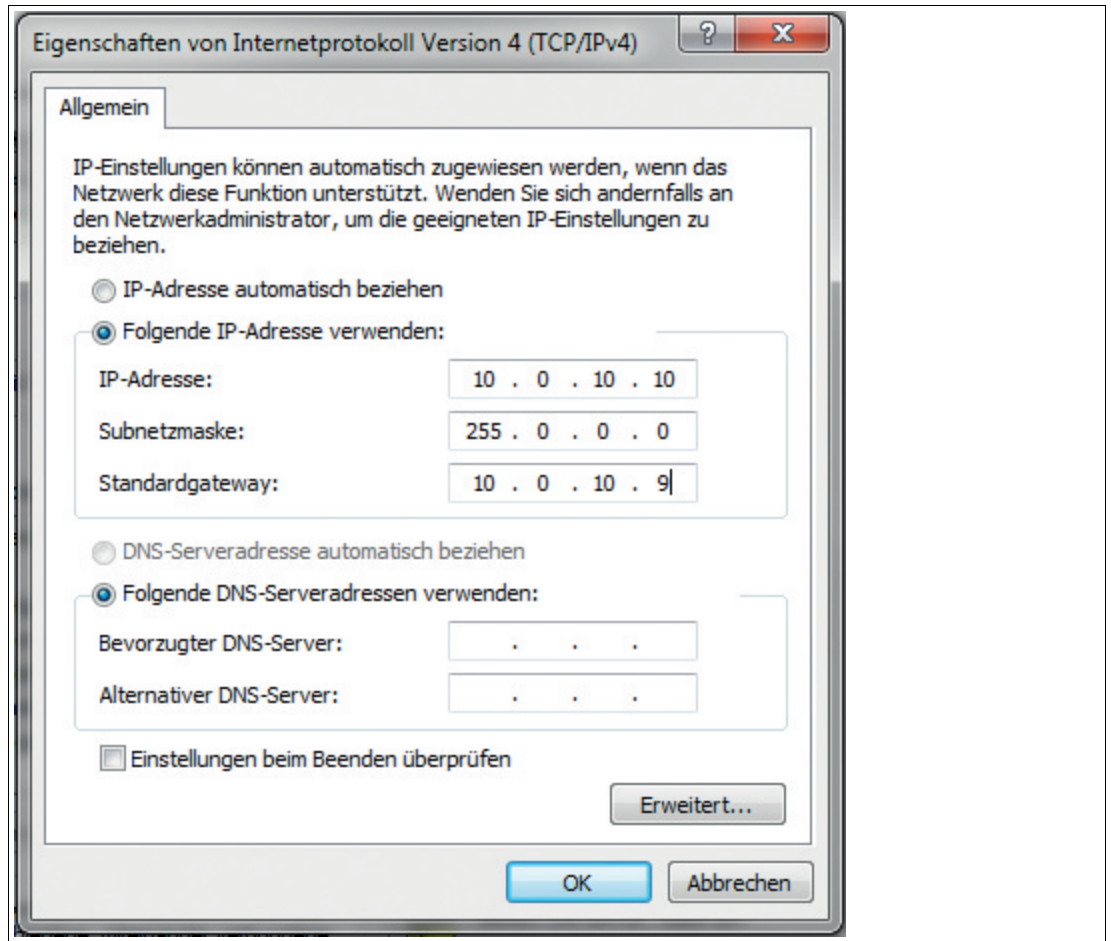 Eigenschaften von Internetprotokoll Version 4 (TCP/IPv4)
Allgemein
IP-Einstellungen können automatisch zugewiesen werden, wenn das
Netzwerk diese Funktion unterstützt. Wenden Sie sich andernfalls an
den Netzwerkadministrator, um die geeigneten IP-Einstellungen zu
beziehen.
IP-Adresse automatisch beziehen
Folgende IP-Adresse verwenden:
IP-Adresse: 10 . 0 . 10 . 10
Subnetzmaske: 255 . 0 . 0 . 0
Standardgateway: 10 . 0 . 10 . 9
DNS-Serveradresse automatisch beziehen
Folgende DNS-Serveradressen verwenden:
Bevorzugter DNS-Server: . . .
Alternativer DNS-Server: . . .
Einstellungen beim Beenden überprüfen
Erweitert...
OK Abbrechen